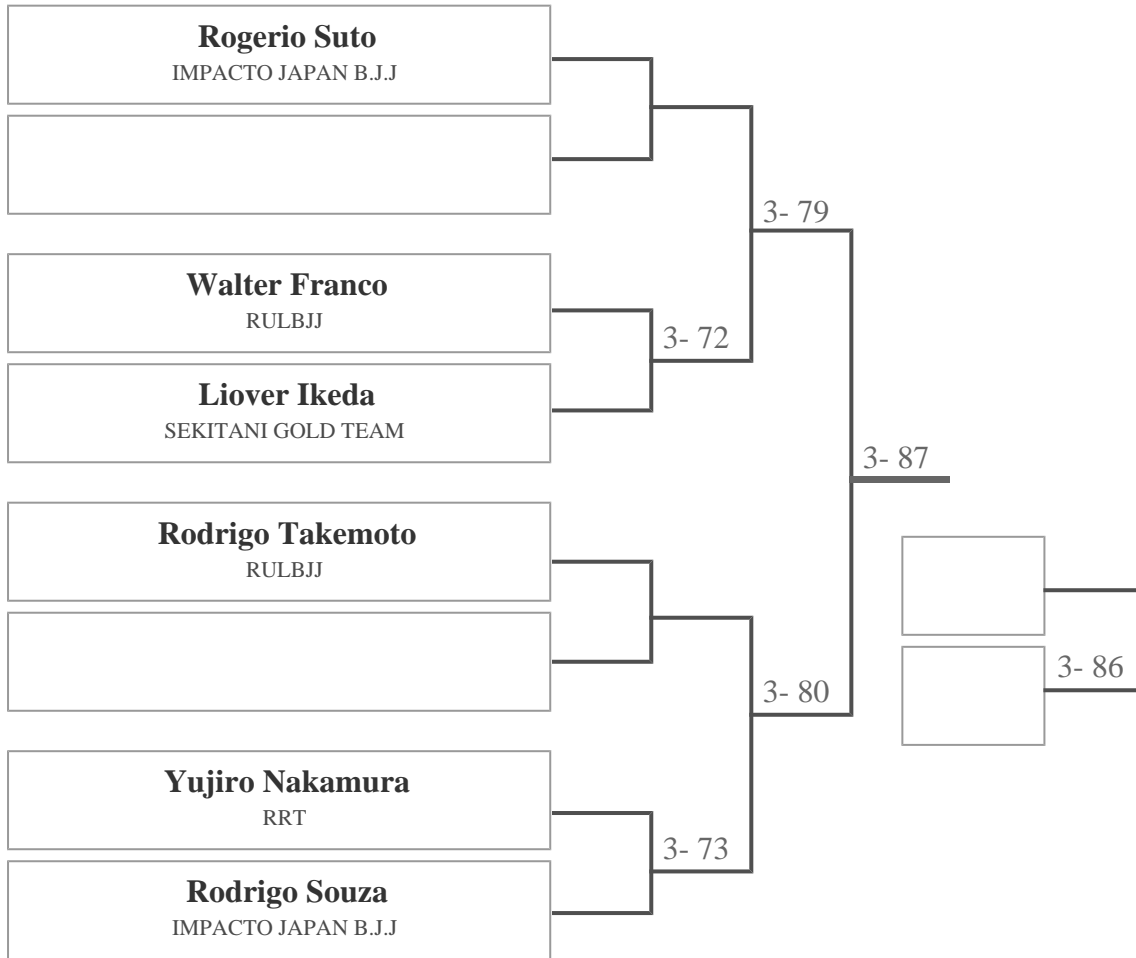 Rogerio Suto
IMPACTO JAPAN B.J.J
3- 79
Walter Franco
RULBJJ
3- 72
Liover Ikeda
SEKITANI GOLD TEAM
3- 87
Rodrigo Takemoto
RULBJJ
3- 86
3- 80
Yujiro Nakamura
RRT
3- 73
Rodrigo Souza
IMPACTO JAPAN B.J.J